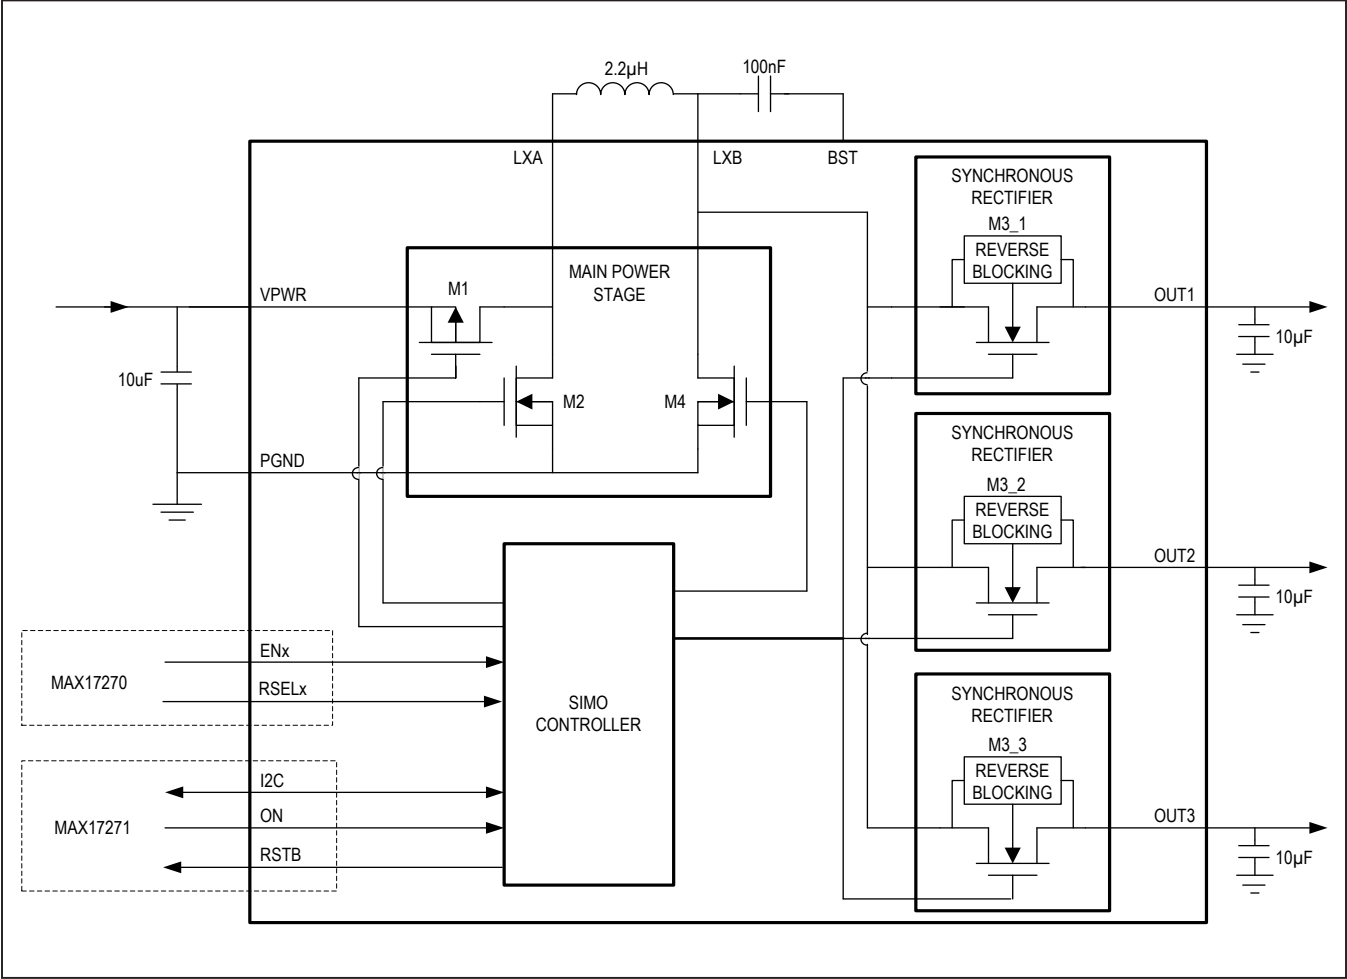 2.2µH
100nF
LXA
LXB
BST
SYNCHRONOUS
RECTIFIER
M3_1
REVERSE
BLOCKING
MAIN POWER
STAGE
VPWR
M1
OUT1
10µF
10uF
M2
M4
PGND
SYNCHRONOUS
RECTIFIER
M3_2
REVERSE
BLOCKING
OUT2
10µF
ENx
MAX17270
RSELx
SIMO
CONTROLLER
SYNCHRONOUS
RECTIFIER
M3_3
REVERSE
BLOCKING
I2C
ON
MAX17271
RSTB
OUT3
10µF